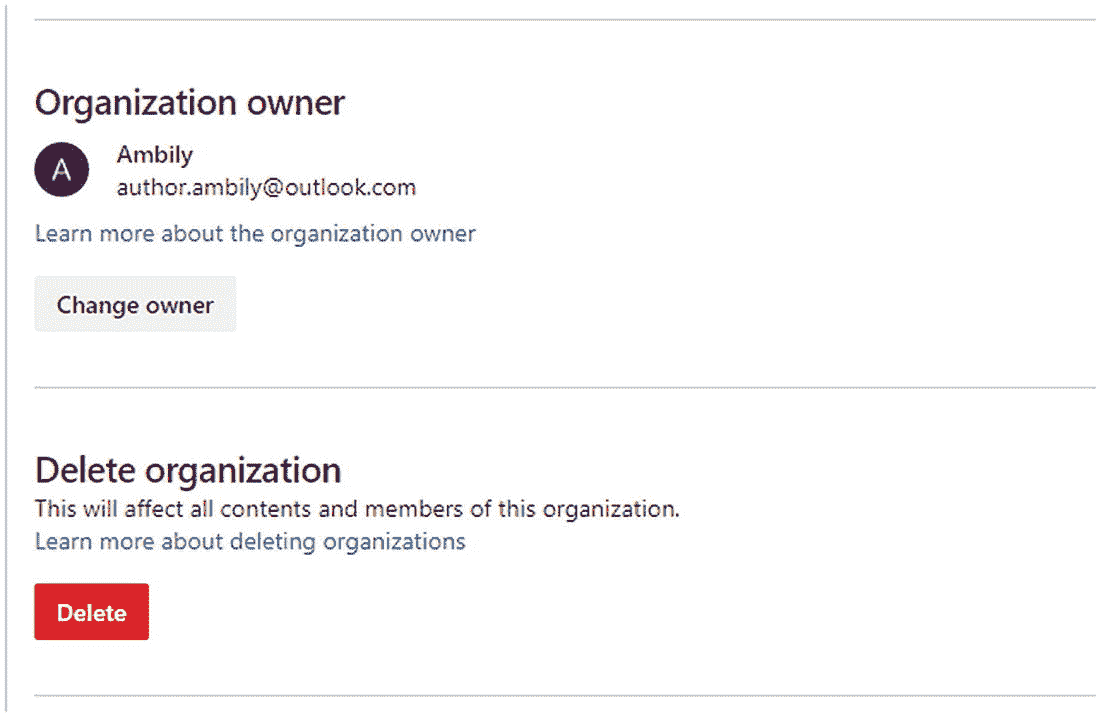 Organization owner
A
Ambily
author.ambily@outlook.com
Learn more about the organization owner
Change owner
Delete organization
This will affect all contents and members of this organization.
Learn more about deleting organizations
Delete